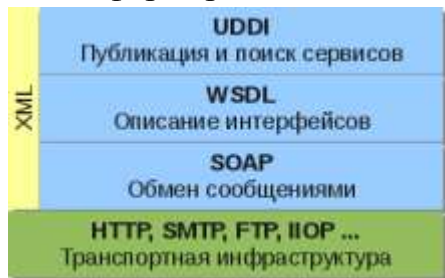 XML
UDDI
Публикация и поиск сервисов
WSDL
Описание интерфейсов
SOAP
Обмен сообщениями
HTTP, SMTP, FTP, IIOP ...
Транспортная инфраструктура